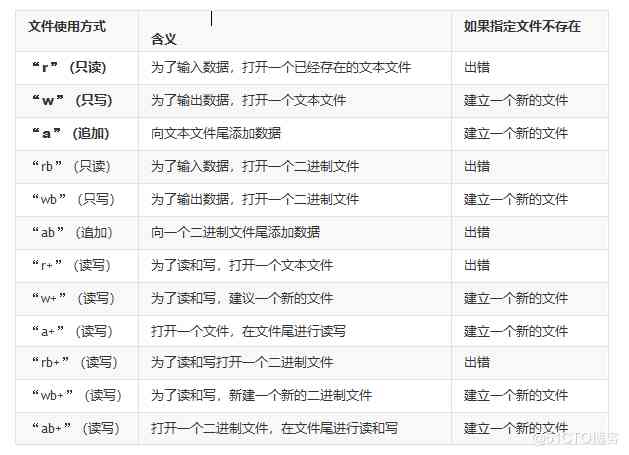 文件使用方式 含义 如果指定文件不存在
“r”（只读） 为了输入数据，打开一个已经存在的文本文件 出错
“w”（只写） 为了输出数据，打开一个文本文件 建立一个新的文件
“a”（追加） 向文本文件尾添加数据 建立一个新的文件
“rb”（只读） 为了输入数据，打开一个二进制文件 出错
“wb”（只写） 为了输出数据，打开一个二进制文件 建立一个新的文件
“ab”（追加） 向一个二进制文件尾添加数据 出错
“r+”（读写） 为了读和写，打开一个文本文件 出错
“w+”（读写） 为了读和写，建议一个新的文件 建立一个新的文件
“a+”（读写） 打开一个文件，在文件尾进行读写 建立一个新的文件
“rb+”（读写） 为了读和写打开一个二进制文件 出错
“wb+”（读写） 为了读和写，新建一个新的二进制文件 建立一个新的文件
“ab+”（读写） 打开一个二进制文件，在文件尾进行读和写 建立一个新的文件
@51CTO博客